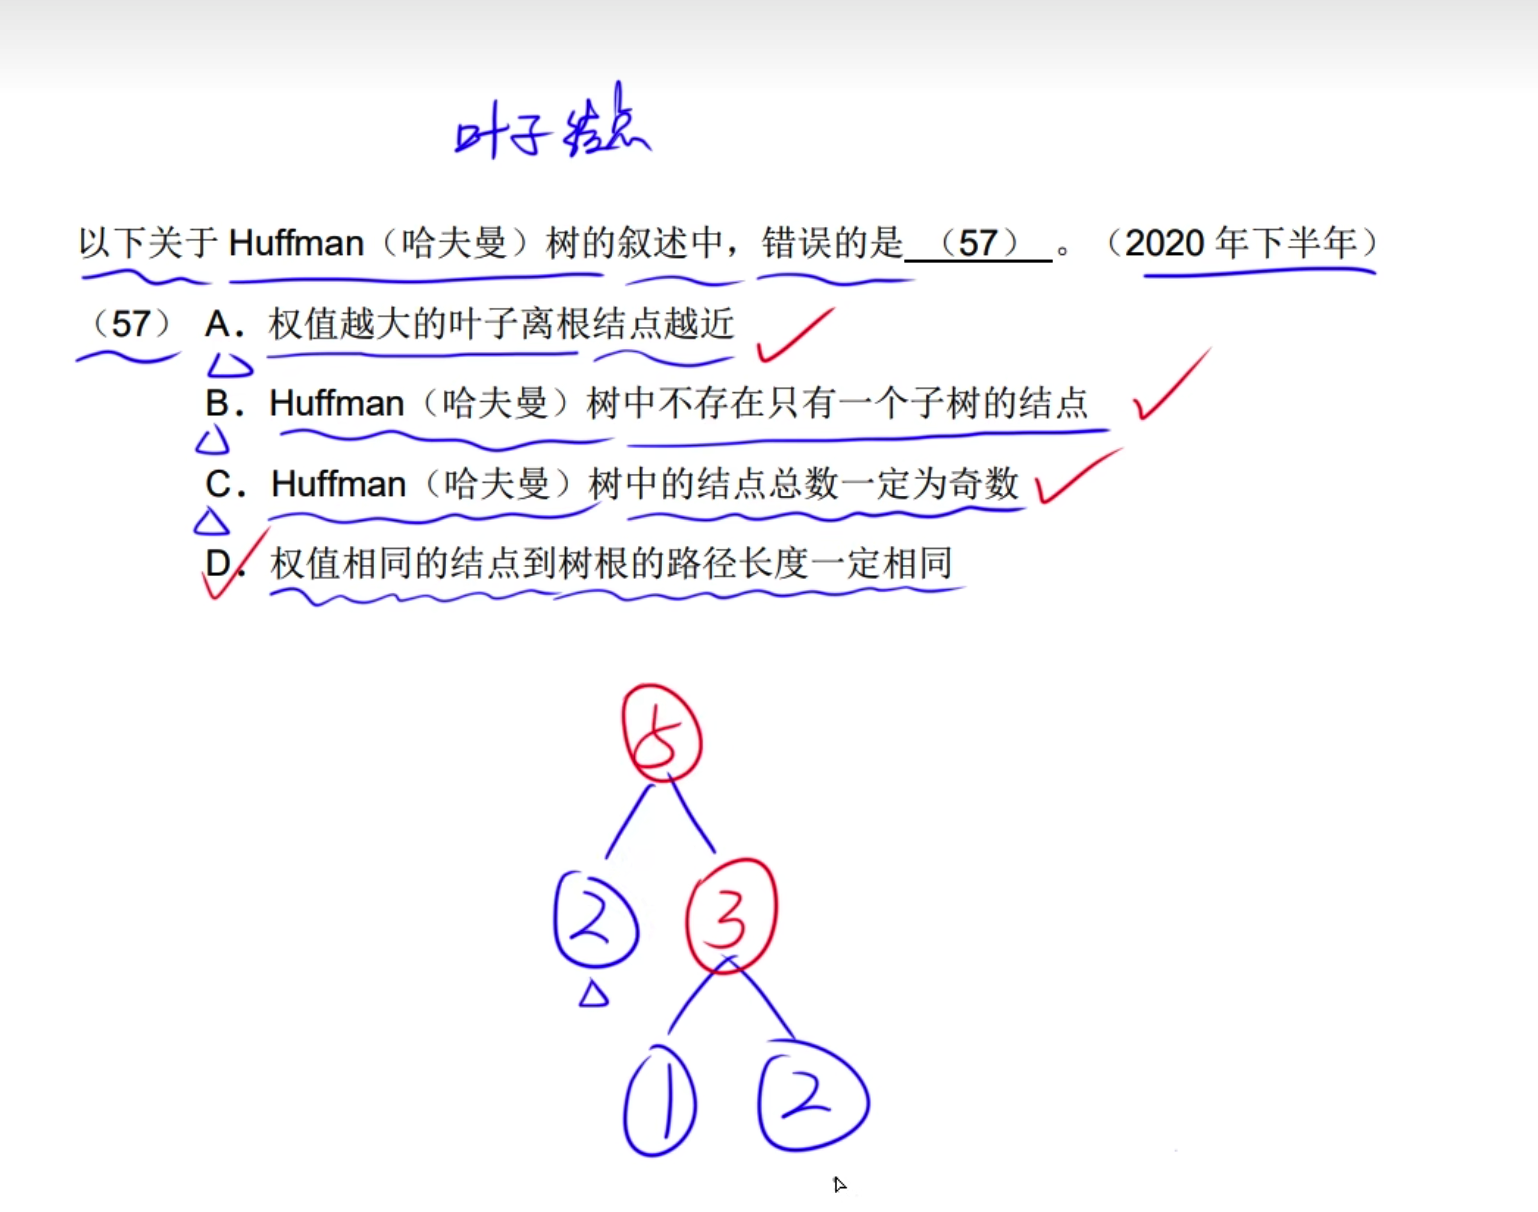 叶子结点
以下关于 Huffman（哈夫曼）树的叙述中，错误的是 （57） 。（2020 年下半年）
（57） A．权值越大的叶子离根结点越近
B．Huffman（哈夫曼）树中不存在只有一个子树的结点
C．Huffman（哈夫曼）树中的结点总数一定为奇数
D．权值相同的结点到树根的路径长度一定相同
5
2 3
1 2